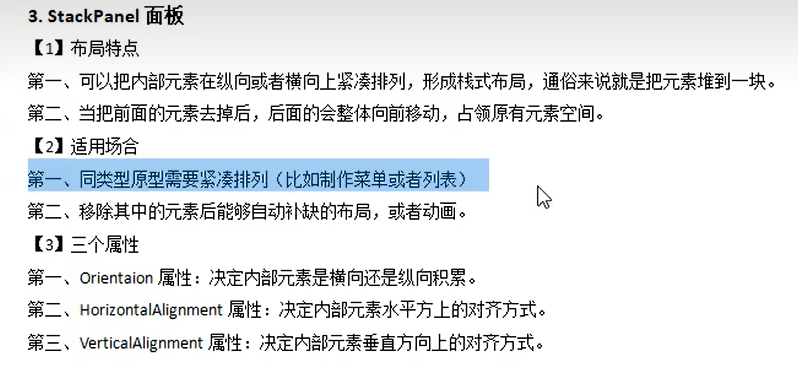 3. StackPanel 面板
【1】布局特点
第一、可以把内部元素在纵向或者横向上紧凑排列，形成栈式布局，通俗来说就是把元素堆到一块。
第二、当把前面的元素去掉后，后面的会整体向前移动，占领原有元素空间。
【2】适用场合
第一、同类型原型需要紧凑排列（比如制作菜单或者列表）
第二、移除其中的元素后能够自动补缺的布局，或者动画。
【3】三个属性
第一、Orientaion 属性：决定内部元素是横向还是纵向积累。
第二、HorizontalAlignment 属性：决定内部元素水平方上的对齐方式。
第三、VerticalAlignment 属性：决定内部元素垂直方向上的对齐方式。